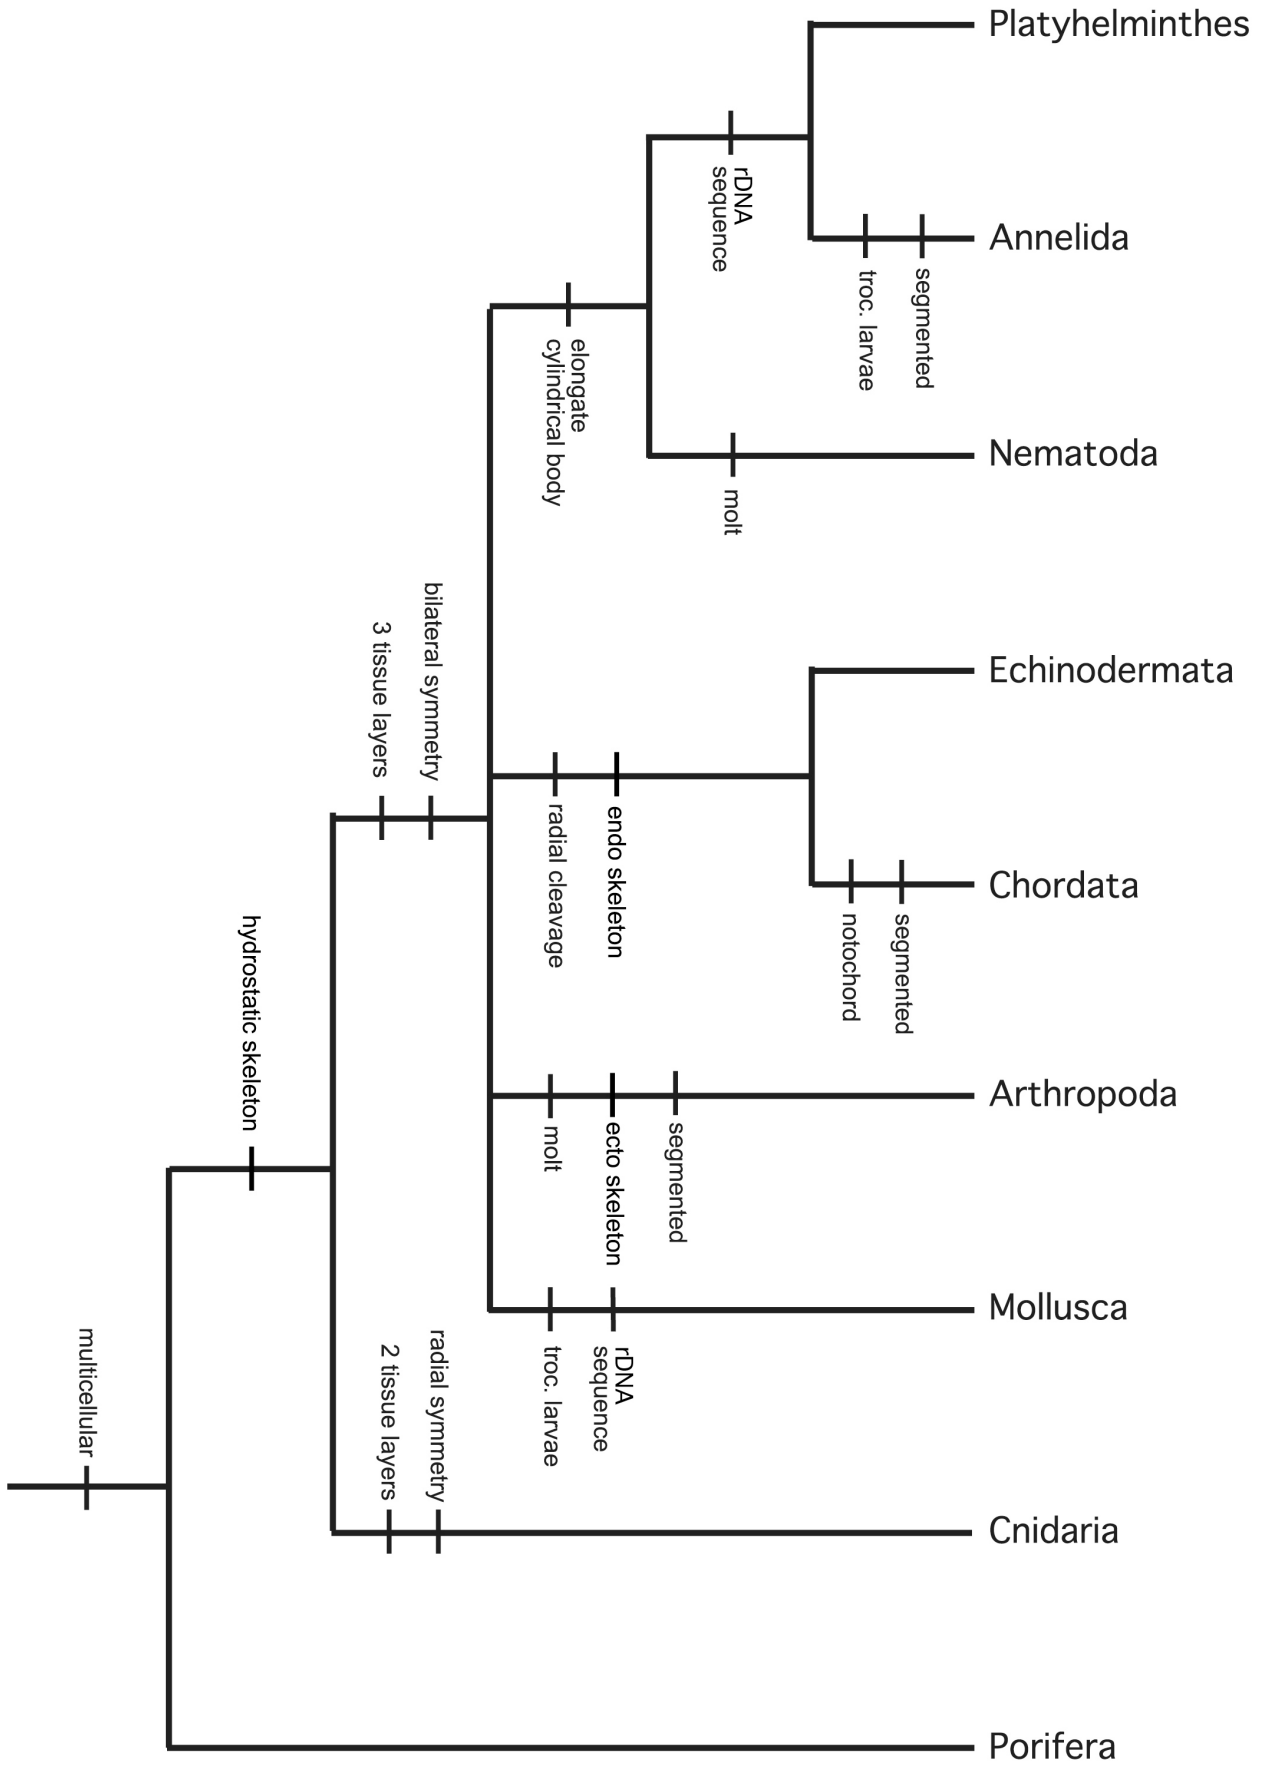 Platyhelminthes
rDNA
sequence
Annelida
troc. larvae
segmented
elongate
cylindrical body
Nematoda
molt
3 tissue layers
bilateral symmetry
Echinodermata
radial cleavage
endo skeleton
Chordata
notochord
segmented
hydrostatic skeleton
Arthropoda
molt
ecto skeleton
segmented
Mollusca
troc. larvae
rDNA
sequence
multicellular
2 tissue layers
radial symmetry
Cnidaria
Porifera